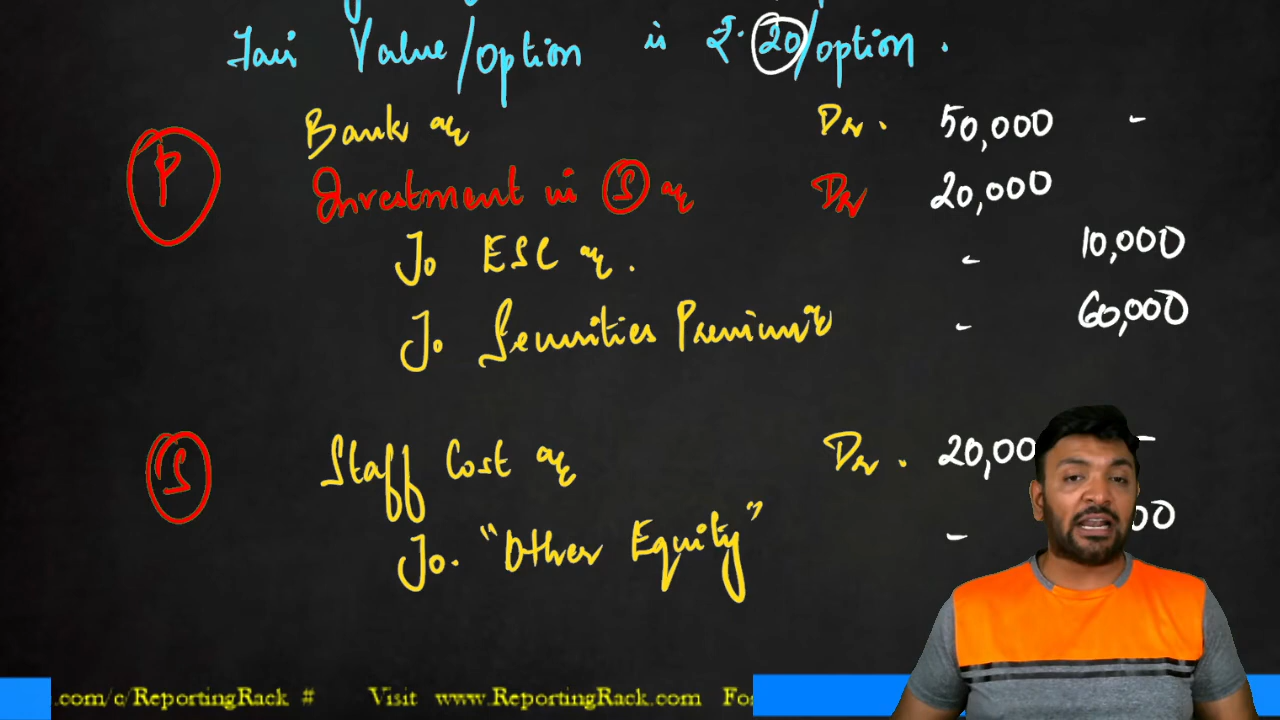 Fair Value/option is ₹. 20/option.
P Bank a/c Dr. 50,000 -
Investment in S a/c Dr 20,000
To ESC a/c. - 10,000
To Securities Premium a/c - 60,000
S Staff Cost a/c Dr. 20,00 -
To. "Other Equity" - 00
.com/c/ReportingRack # Visit www.ReportingRack.com Fo